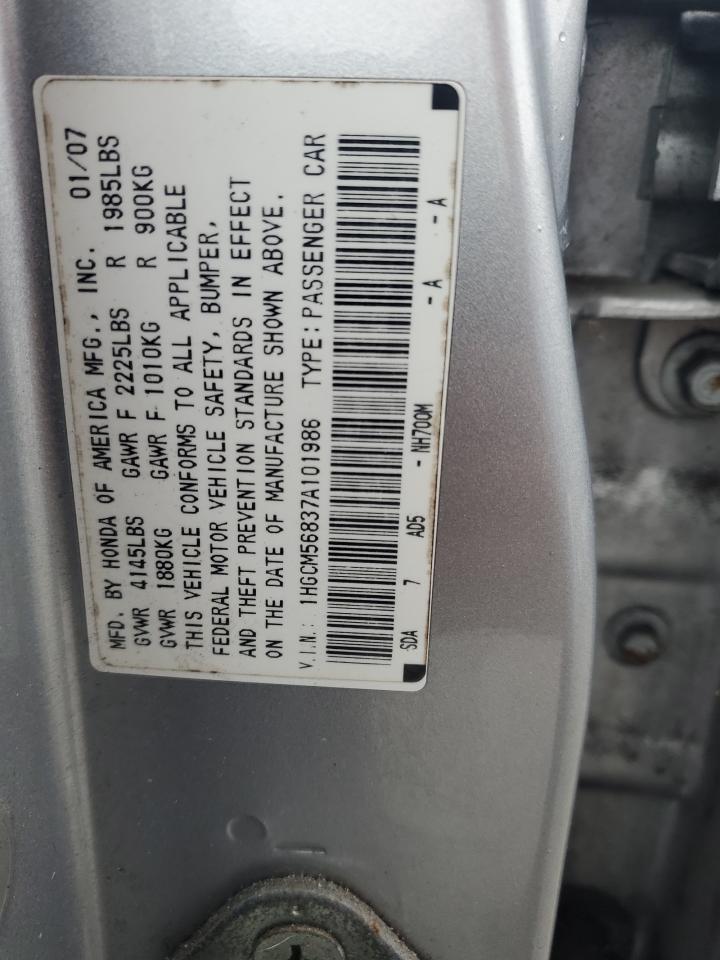 MFD. BY HONDA OF AMERICA MFG., INC. 01/07
GVWR 4145LBS GAWR F 2225LBS R 1985LBS
GVWR 1880KG GAWR F 1010KG R 900KG
THIS VEHICLE CONFORMS TO ALL APPLICABLE
FEDERAL MOTOR VEHICLE SAFETY, BUMPER,
AND THEFT PREVENTION STANDARDS IN EFFECT
ON THE DATE OF MANUFACTURE SHOWN ABOVE.
V.I.N.: 1HGCM56837A101986 TYPE: PASSENGER CAR
SDA 7 AD5 - NH700M - A - A